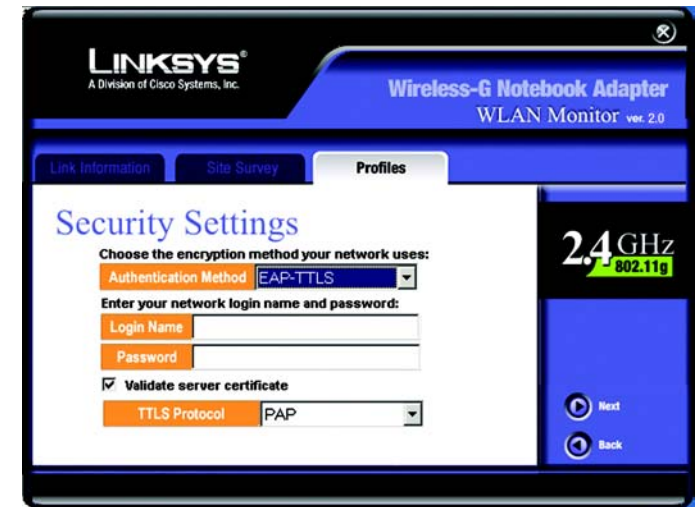 LINKSYS®
A Division of Cisco Systems, Inc.
Wireless-G Notebook Adapter
WLAN Monitor ver. 2.0
Link Information
Site Survey
Profiles
Security Settings
Choose the encryption method your network uses:
Authentication Method EAP-TTLS
Enter your network login name and password:
Login Name
Password
Validate server certificate
TTLS Protocol PAP
2.4 GHz
802.11g
Next
Back